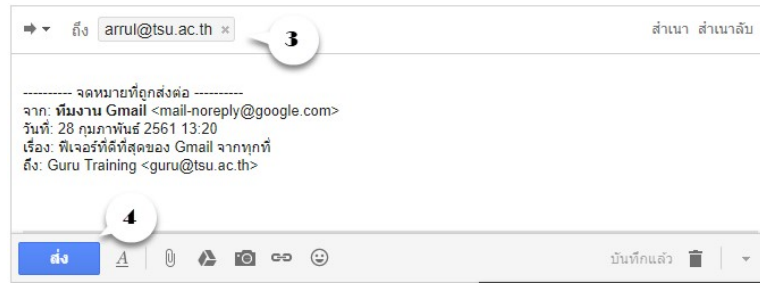 ถึง arrul@tsu.ac.th × 3 สำเนา สำเนาลับ
---------- จดหมายที่ถูกส่งต่อ ----------
จาก: ทีมงาน Gmail <mail-noreply@google.com>
วันที่: 28 กุมภาพันธ์ 2561 13:20
เรื่อง: ฟีเจอร์ที่ดีที่สุดของ Gmail จากทุกที่
ถึง: Guru Training <guru@tsu.ac.th>
4
ส่ง A บันทึกแล้ว